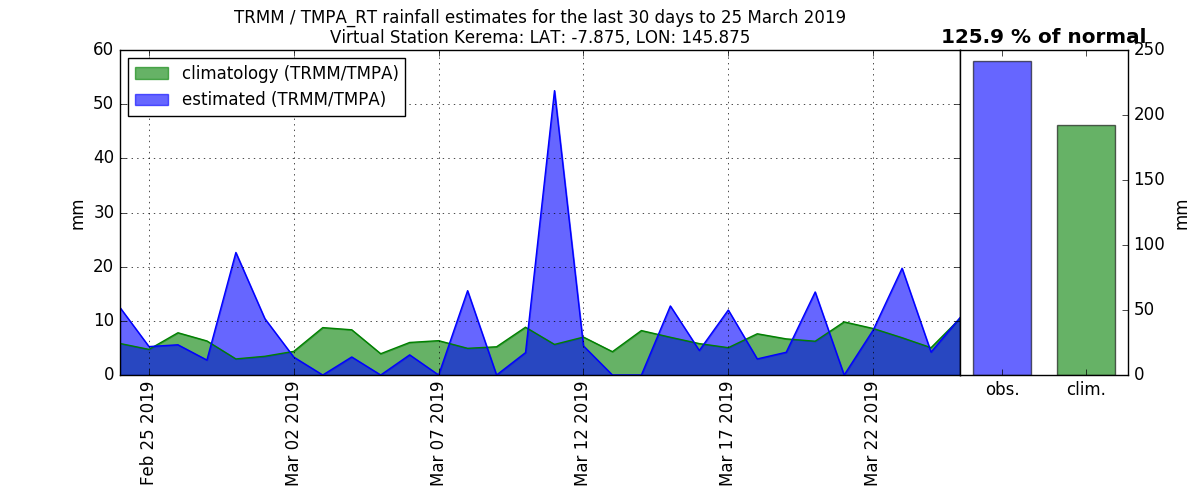 TRMM / TMPA_RT rainfall estimates for the last 30 days to 25 March 2019
Virtual Station Kerema: LAT: -7.875, LON: 145.875
125.9 % of normal
climatology (TRMM/TMPA)
estimated (TRMM/TMPA)
60
50
40
30
20
10
0
mm
250
200
150
100
50
0
mm
obs.
clim.
Feb 25 2019
Mar 02 2019
Mar 07 2019
Mar 12 2019
Mar 17 2019
Mar 22 2019